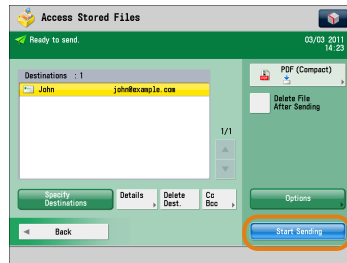 Access Stored Files
Ready to send.
03/03 2011
14:23
Destinations : 1
John john@example.com
1/1
PDF (Compact)
Delete File
After Sending
Specify
Destinations
Details
Delete
Dest.
Cc
Bcc
Options
Back
Start Sending